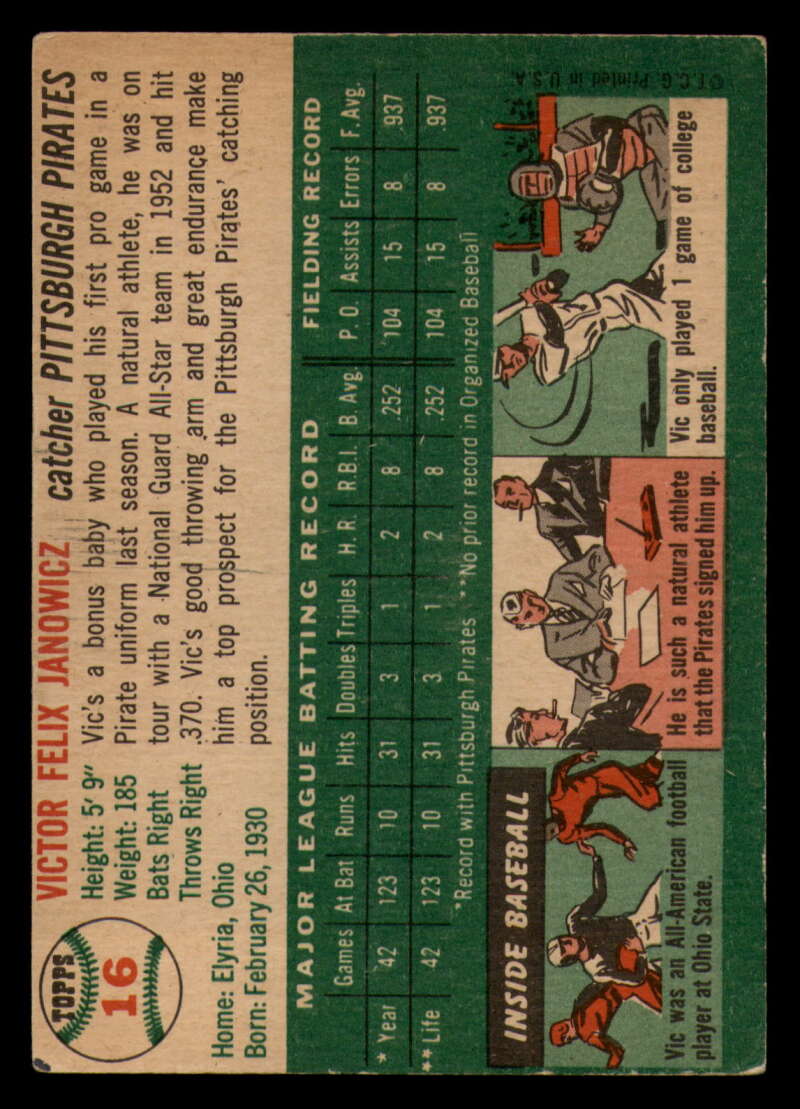 TOPPS
16
VICTOR FELIX JANOWICZ catcher PITTSBURGH PIRATES
Height: 5' 9"
Weight: 185
Bats Right
Throws Right
Home: Elyria, Ohio
Born: February 26, 1930
Vic's a bonus baby who played his first pro game in a
Pirate uniform last season. A natural athlete, he was on
tour with a National Guard All-Star team in 1952 and hit
.370. Vic's good throwing arm and great endurance make
him a top prospect for the Pittsburgh Pirates' catching
position.
MAJOR LEAGUE BATTING RECORD FIELDING RECORD
Games At Bat Runs Hits Doubles Triples H. R. R.B.I. B. Avg. P. O. Assists Errors F. Avg.
* Year 42 123 10 31 3 1 2 8 .252 104 15 8 .937
** Life 42 123 10 31 3 1 2 8 .252 104 15 8 .937
*Record with Pittsburgh Pirates **No prior record in Organized Baseball
INSIDE BASEBALL
Vic was an All-American football
player at Ohio State.
He is such a natural athlete
that the Pirates signed him up.
Vic only played 1 game of college
baseball.
©T.C.G. Printed in U.S.A.